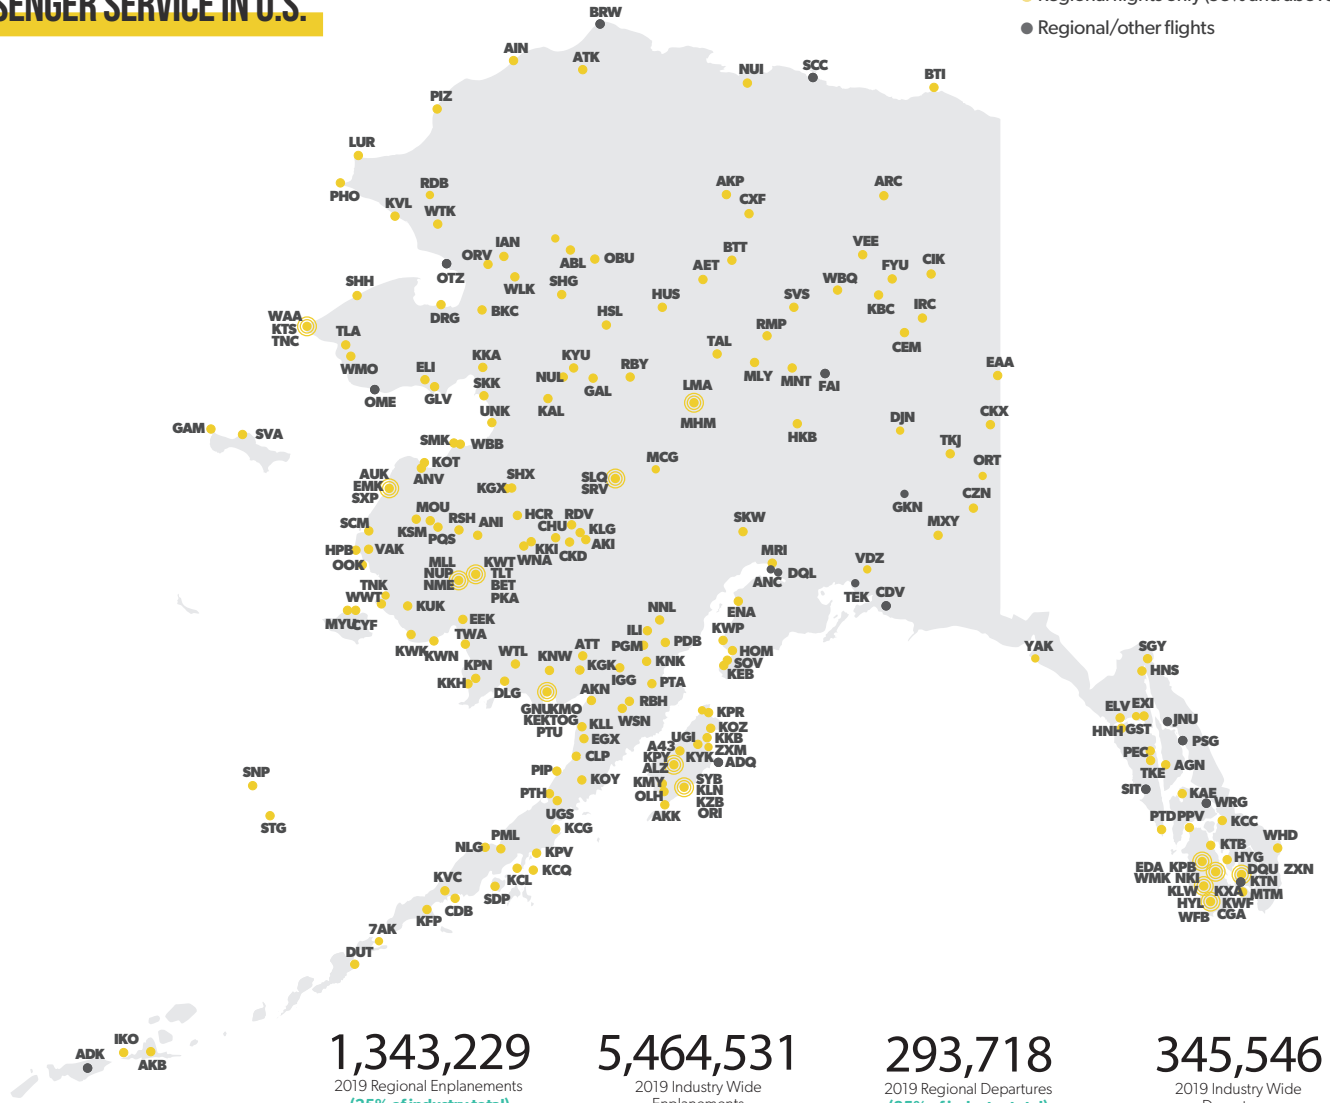 SENGER SERVICE IN U.S.
Regional/other flights
BRW
AIN
ATK
NUI
SCC
BTI
PIZ
LUR
PHO
RDB
KVL
WTK
AKP
CXF
ARC
OTZ
ORV
IAN
ABL
OBU
WLK
SHG
BTT
AET
VEE
FYU
CIK
WBQ
KBC
IRC
CEM
SHH
DRG
BKC
HUS
SVS
HSL
RMP
WAA
KTS
TNC
TLA
WMO
OME
ELI
GLV
KKA
SKK
UNK
KYU
NUL
GAL
KAL
RBY
TAL
MLY
MNT
FAI
EAA
LMA
MHM
HKB
DJN
CKX
TKJ
ORT
GAM
SVA
SMK
WBB
KOT
ANV
AUK
EMK
SXP
SHX
KGX
SLQ
SRV
MCG
GKN
CZN
MXY
MOU
SCM
KSM
PQS
RSH
ANI
HCR
RDV
CHU
KLG
AKI
KKI
CKD
WNA
SKW
HPB
VAK
OOK
MLL
NUP
NME
KWT
TLT
BET
PKA
MRI
ANC
DQL
VDZ
TEK
CDV
TNK
WWT
MYU
CYF
KUK
EEK
ENA
NNL
KWK
KWN
TWA
ILI
PGM
PDB
KWP
HOM
SOV
KEB
YAK
SGY
HNS
KPN
WTL
KNW
ATT
KGK
IGG
KNK
KKH
DLG
AKN
PTA
GNU
KMO
KEK
TOG
PTU
RBH
WSN
KLL
EGX
KPR
KOZ
UGI
KKB
ZXM
A43
KPY
KYK
ALZ
ADQ
ELV
EXI
HNH
GST
JNU
PSG
PEC
TKE
AGN
CLP
PIP
KOY
SNP
STG
PTH
UGS
KCG
KMY
OLH
AKK
SYB
KLN
KZB
ORI
SIT
KAE
WRG
PTD
PPV
KCC
KTB
WHD
NLG
PML
KPV
KCQ
KCL
SDP
EDA
KPB
HYG
DQU
ZXN
WMK
NKI
KLW
KXA
KTN
MTM
HYL
KWF
WFB
CGA
KVC
CDB
KFP
7AK
DUT
IKO
ADK
AKB
1,343,229
2019 Regional Enplanements
5,464,531
2019 Industry Wide
293,718
2019 Regional Departures
345,546
2019 Industry Wide